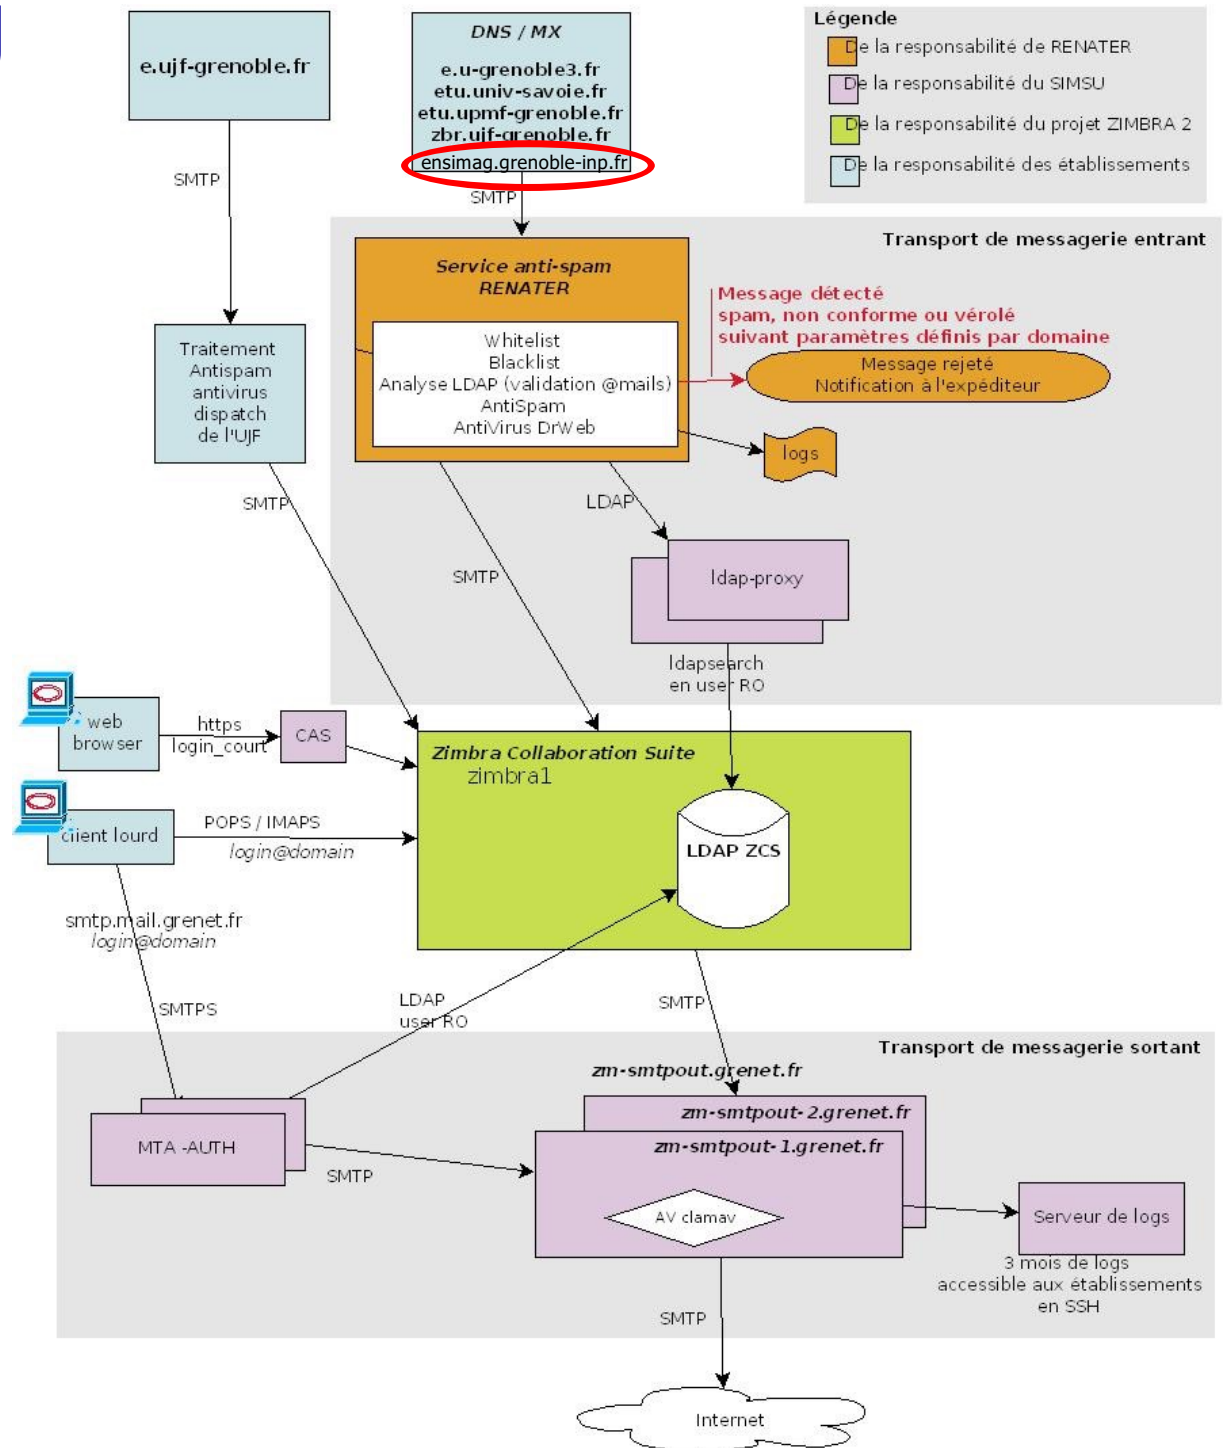 e.ujf-grenoble.fr
DNS / MX
e.u-grenoble3.fr
etu.univ-savoie.fr
etu.upmf-grenoble.fr
zbr.ujf-grenoble.fr
ensimag.grenoble-inp.fr
Légende
De la responsabilité de RENATER
De la responsabilité du SIMSU
De la responsabilité du projet ZIMBRA 2
De la responsabilité des établissements
SMTP
SMTP
Transport de messagerie entrant
Service anti-spam
RENATER
Whitelist
Blacklist
Analyse LDAP (validation @mails)
AntiSpam
AntiVirus DrWeb
Message détecté
spam, non conforme ou vérolé
suivant paramètres définis par domaine
Message rejeté
Notification à l'expéditeur
logs
Traitement
Antispam
antivirus
dispatch
de l'UJF
SMTP
LDAP
SMTP
ldap-proxy
ldapsearch
en user RO
web
browser
https
login_court
CAS
Zimbra Collaboration Suite
zimbra1
client lourd
POPS / IMAPS
login@domain
LDAP ZCS
smtp.mail.grenet.fr
login@domain
SMTPS
LDAP
user RO
SMTP
Transport de messagerie sortant
zm-smtpout.grenet.fr
zm-smtpout-2.grenet.fr
zm-smtpout-1.grenet.fr
MTA -AUTH
SMTP
AV clamav
Serveur de logs
3 mois de logs
accessible aux établissements
en SSH
SMTP
Internet